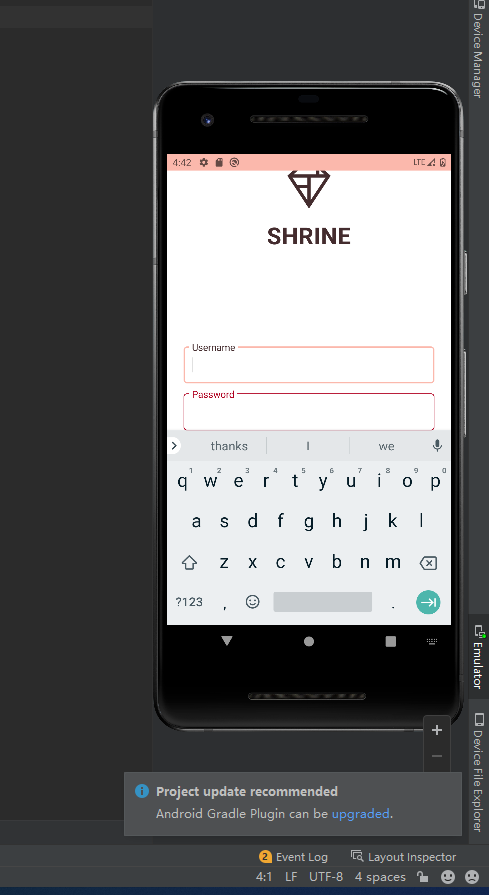 Device Manager
4:42
LTE
SHRINE
Username
Password
thanks I we
1 2 3 4 5 6 7 8 9 0
q w e r t y u i o p
a s d f g h j k l
z x c v b n m
?123 , .
Emulator
Device File Explorer
+
−
Project update recommended
Android Gradle Plugin can be upgraded.
2 Event Log Layout Inspector
4:1 LF UTF-8 4 spaces